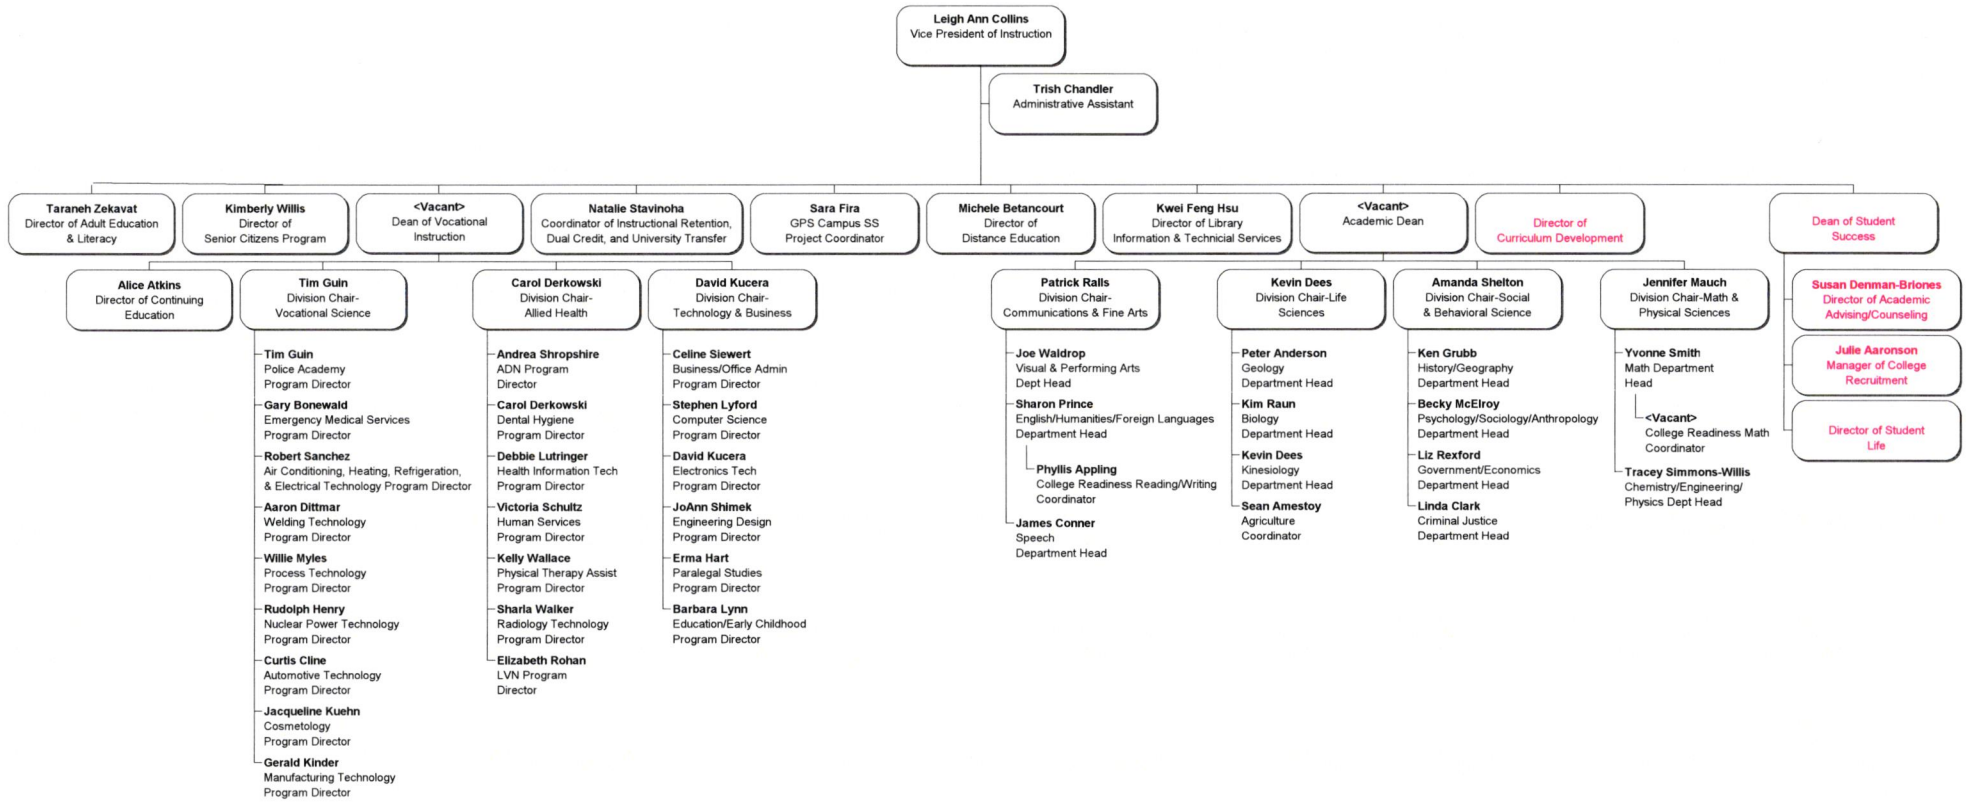 Leigh Ann Collins
Vice President of Instruction
Trish Chandler
Administrative Assistant
Taraneh Zekavat
Director of Adult Education
& Literacy
Kimberly Willis
Director of
Senior Citizens Program
<Vacant>
Dean of Vocational
Instruction
Natalie Stavinoha
Coordinator of Instructional Retention,
Dual Credit, and University Transfer
Sara Fira
GPS Campus SS
Project Coordinator
Michele Betancourt
Director of
Distance Education
Kwei Feng Hsu
Director of Library
Information & Technicial Services
<Vacant>
Academic Dean
Director of
Curriculum Development
Dean of Student
Success
Alice Atkins
Director of Continuing
Education
Tim Guin
Division Chair-
Vocational Science
Tim Guin
Police Academy
Program Director
Gary Bonewald
Emergency Medical Services
Program Director
Robert Sanchez
Air Conditioning, Heating, Refrigeration,
& Electrical Technology Program Director
Aaron Dittmar
Welding Technology
Program Director
Willie Myles
Process Technology
Program Director
Rudolph Henry
Nuclear Power Technology
Program Director
Curtis Cline
Automotive Technology
Program Director
Jacqueline Kuehn
Cosmetology
Program Director
Gerald Kinder
Manufacturing Technology
Program Director
Carol Derkowski
Division Chair-
Allied Health
Andrea Shropshire
ADN Program
Director
Carol Derkowski
Dental Hygiene
Program Director
Debbie Lutringer
Health Information Tech
Program Director
Victoria Schultz
Human Services
Program Director
Kelly Wallace
Physical Therapy Assist
Program Director
Sharla Walker
Radiology Technology
Program Director
Elizabeth Rohan
LVN Program
Director
David Kucera
Division Chair-
Technology & Business
Celine Siewert
Business/Office Admin
Program Director
Stephen Lyford
Computer Science
Program Director
David Kucera
Electronics Tech
Program Director
JoAnn Shimek
Engineering Design
Program Director
Erma Hart
Paralegal Studies
Program Director
Barbara Lynn
Education/Early Childhood
Program Director
Patrick Ralls
Division Chair-
Communications & Fine Arts
Joe Waldrop
Visual & Performing Arts
Dept Head
Sharon Prince
English/Humanities/Foreign Languages
Department Head
Phyllis Appling
College Readiness Reading/Writing
Coordinator
James Conner
Speech
Department Head
Kevin Dees
Division Chair-Life
Sciences
Peter Anderson
Geology
Department Head
Kim Raun
Biology
Department Head
Kevin Dees
Kinesiology
Department Head
Sean Amestoy
Agriculture
Coordinator
Amanda Shelton
Division Chair-Social
& Behavioral Science
Ken Grubb
History/Geography
Department Head
Becky McElroy
Psychology/Sociology/Anthropology
Department Head
Liz Rexford
Government/Economics
Department Head
Linda Clark
Criminal Justice
Department Head
Jennifer Mauch
Division Chair-Math &
Physical Sciences
Yvonne Smith
Math Department
Head
<Vacant>
College Readiness Math
Coordinator
Tracey Simmons-Willis
Chemistry/Engineering/
Physics Dept Head
Susan Denman-Briones
Director of Academic
Advising/Counseling
Julie Aaronson
Manager of College
Recruitment
Director of Student
Life